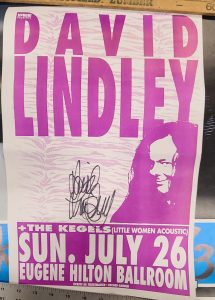 DAVID
LINDLEY
+THE KEGELS (LITTLE WOMEN ACOUSTIC)
SUN. JULY 26
EUGENE HILTON BALLROOM